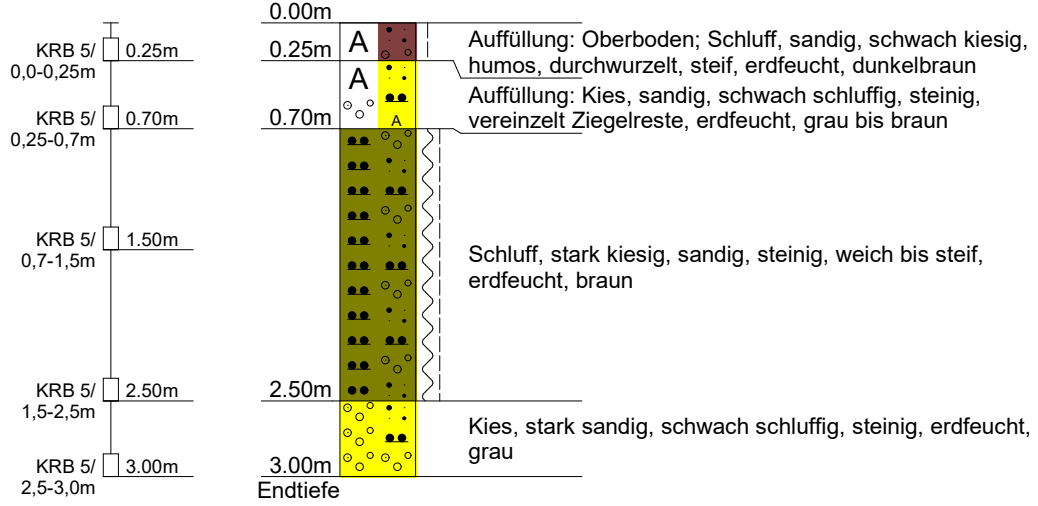 0.00m
KRB 5/
0,0-0,25m
0.25m
0.25m
A
Auffüllung: Oberboden; Schluff, sandig, schwach kiesig,
humos, durchwurzelt, steif, erdfeucht, dunkelbraun
KRB 5/
0,25-0,7m
0.70m
0.70m
A
A
Auffüllung: Kies, sandig, schwach schluffig, steinig,
vereinzelt Ziegelreste, erdfeucht, grau bis braun
KRB 5/
0,7-1,5m
1.50m
Schluff, stark kiesig, sandig, steinig, weich bis steif,
erdfeucht, braun
KRB 5/
1,5-2,5m
2.50m
2.50m
Kies, stark sandig, schwach schluffig, steinig, erdfeucht,
grau
KRB 5/
2,5-3,0m
3.00m
3.00m
Endtiefe